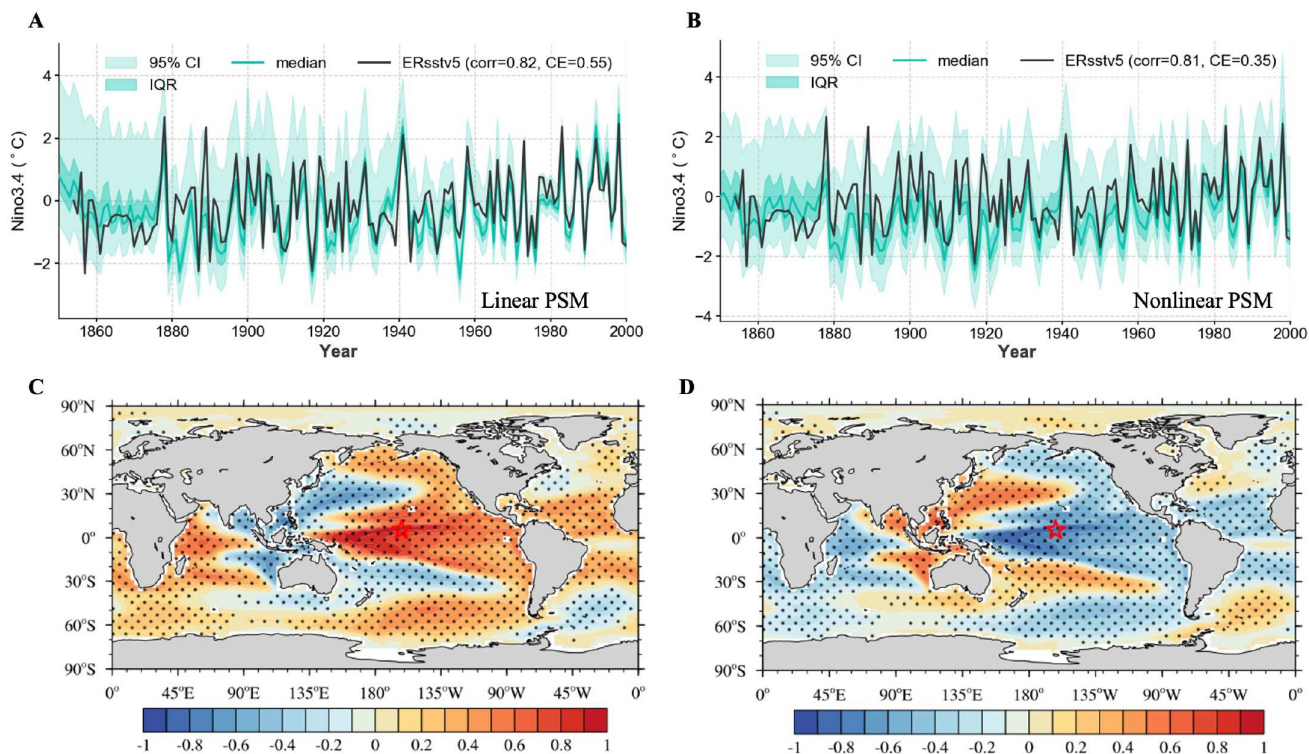 A
95% CI
median
ERsstv5 (corr=0.82, CE=0.55)
IQR
Nino3.4 (°C)
4
2
0
−2
Linear PSM
1860
1880
1900
1920
1940
1960
1980
2000
Year
B
95% CI
median
ERsstv5 (corr=0.81, CE=0.35)
IQR
Nino3.4 (°C)
4
2
0
−2
−4
Nonlinear PSM
1860
1880
1900
1920
1940
1960
1980
2000
Year
C
90°N
60°N
30°N
0°
30°S
60°S
90°S
0°
45°E
90°E
135°E
180°
135°W
90°W
45°W
0°
-1
-0.8
-0.6
-0.4
-0.2
0
0.2
0.4
0.6
0.8
1
D
90°N
60°N
30°N
0°
30°S
60°S
90°S
0°
45°E
90°E
135°E
180°
135°W
90°W
45°W
0°
-1
-0.8
-0.6
-0.4
-0.2
0
0.2
0.4
0.6
0.8